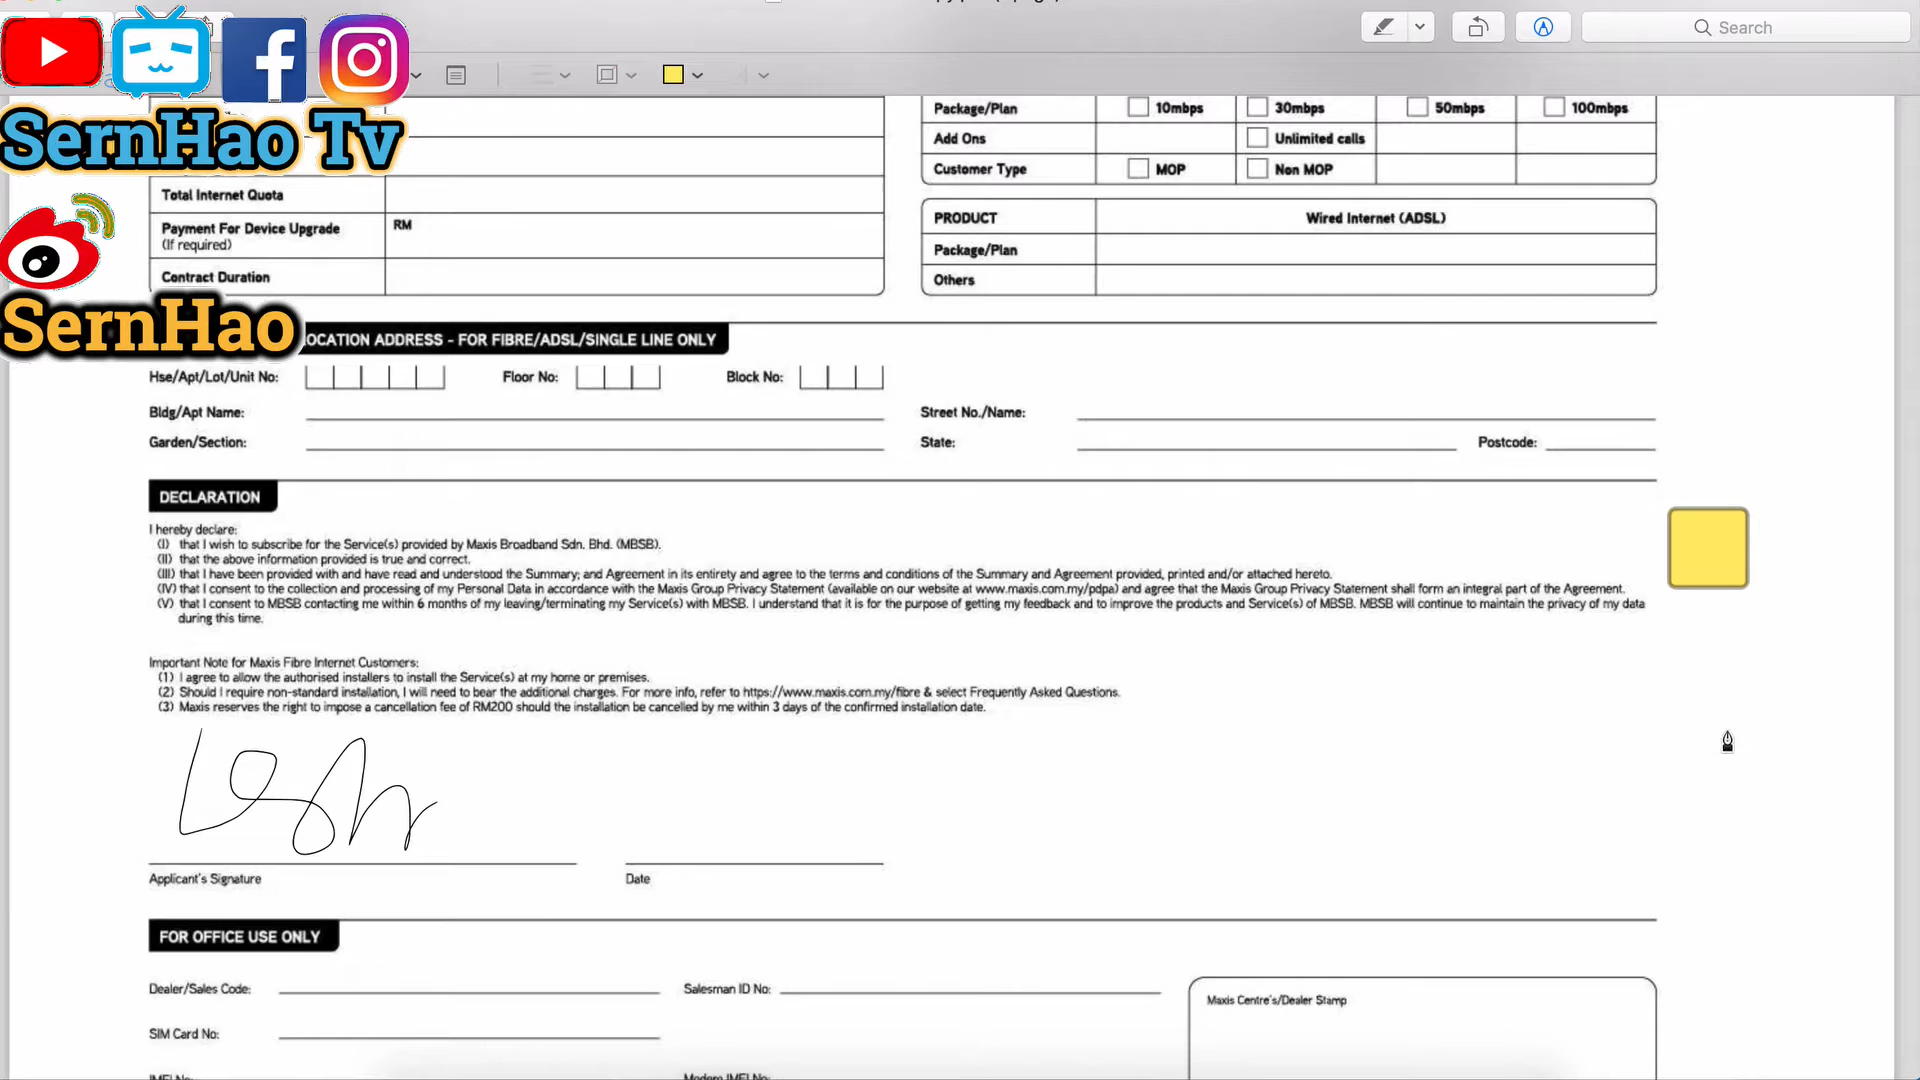 Search
SernHao Tv
SernHao
Package/Plan 10mbps 30mbps 50mbps 100mbps
Add Ons Unlimited calls
Customer Type MOP Non MOP
Total Internet Quota
Payment For Device Upgrade RM
(If required)
Contract Duration
PRODUCT Wired Internet (ADSL)
Package/Plan
Others
OCATION ADDRESS - FOR FIBRE/ADSL/SINGLE LINE ONLY
Hse/Apt/Lot/Unit No: Floor No: Block No:
Bldg/Apt Name: Street No./Name:
Garden/Section: State: Postcode:
DECLARATION
I hereby declare:
(I) that I wish to subscribe for the Service(s) provided by Maxis Broadband Sdn. Bhd. (MBSB).
(II) that the above information provided is true and correct.
(III) that I have been provided with and have read and understood the Summary; and Agreement in its entirety and agree to the terms and conditions of the Summary and Agreement provided, printed and/or attached hereto.
(IV) that I consent to the collection and processing of my Personal Data in accordance with the Maxis Group Privacy Statement (available on our website at www.maxis.com.my/pdpa) and agree that the Maxis Group Privacy Statement shall form an integral part of the Agreement.
(V) that I consent to MBSB contacting me within 6 months of my leaving/terminating my Service(s) with MBSB. I understand that it is for the purpose of getting my feedback and to improve the products and Service(s) of MBSB. MBSB will continue to maintain the privacy of my data
during this time.
Important Note for Maxis Fibre Internet Customers:
(1) I agree to allow the authorised installers to install the Service(s) at my home or premises.
(2) Should I require non-standard installation, I will need to bear the additional charges. For more info, refer to https://www.maxis.com.my/fibre & select Frequently Asked Questions.
(3) Maxis reserves the right to impose a cancellation fee of RM200 should the installation be cancelled by me within 3 days of the confirmed installation date.
Applicant's Signature Date
FOR OFFICE USE ONLY
Dealer/Sales Code: Salesman ID No:
Maxis Centre's/Dealer Stamp
SIM Card No:
IMEI No: Modem IMEI No: